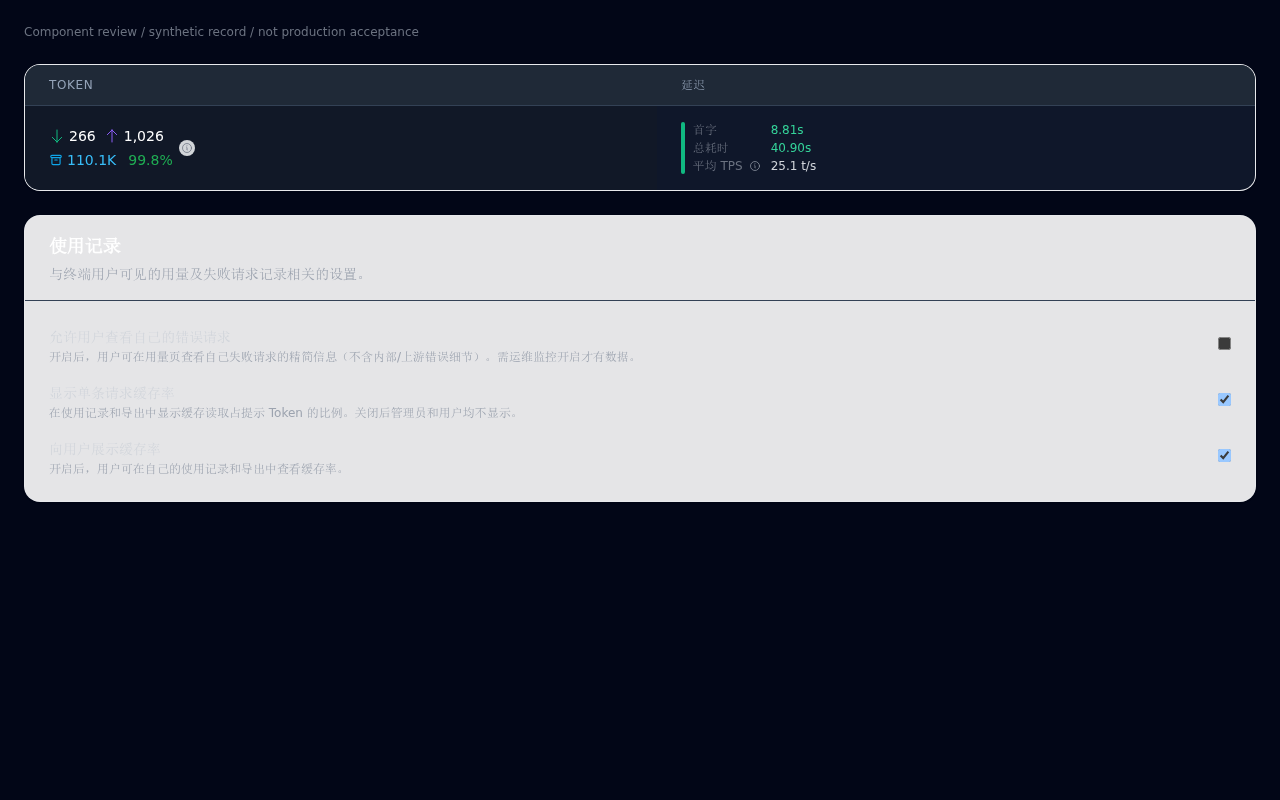 Component review / synthetic record / not production acceptance
TOKEN
延迟
266 1,026
110.1K 99.8%
首字 8.81s
总耗时 40.90s
平均 TPS 25.1 t/s
使用记录
与终端用户可见的用量及失败请求记录相关的设置。
允许用户查看自己的错误请求
开启后，用户可在用量页查看自己失败请求的精简信息（不含内部/上游错误细节）。需运维监控开启才有数据。
显示单条请求缓存率
在使用记录和导出中显示缓存读取占提示 Token 的比例。关闭后管理员和用户均不显示。
向用户展示缓存率
开启后，用户可在自己的使用记录和导出中查看缓存率。